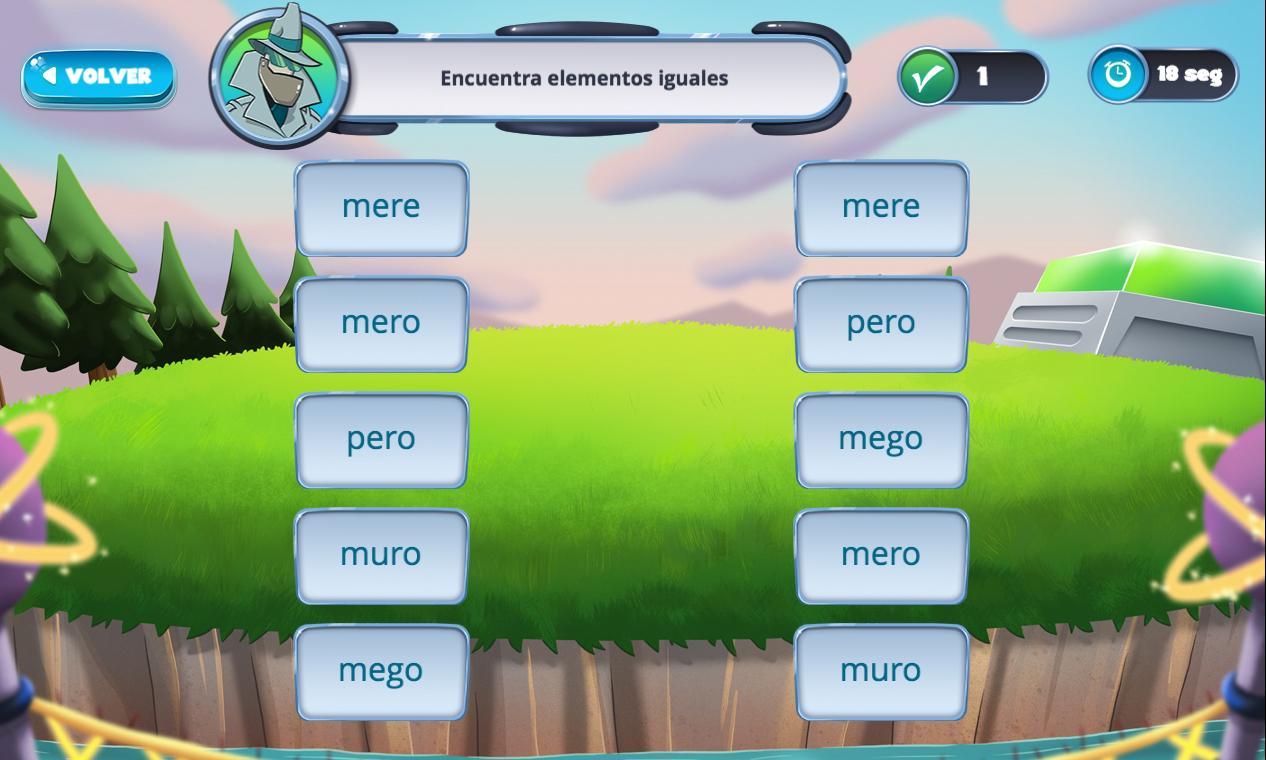 VOLVER
Encuentra elementos iguales
1
18 seg
mere
mere
mero
pero
pero
mego
muro
mero
mego
muro